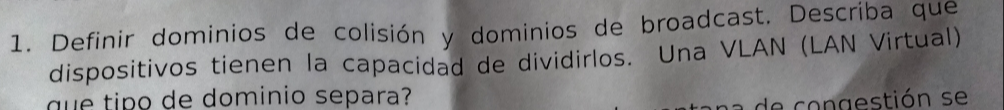 1. Definir dominios de colisión y dominios de broadcast. Describa que
dispositivos tienen la capacidad de dividirlos. Una VLAN (LAN Virtual)
que tipo de dominio separa?
de congestión se